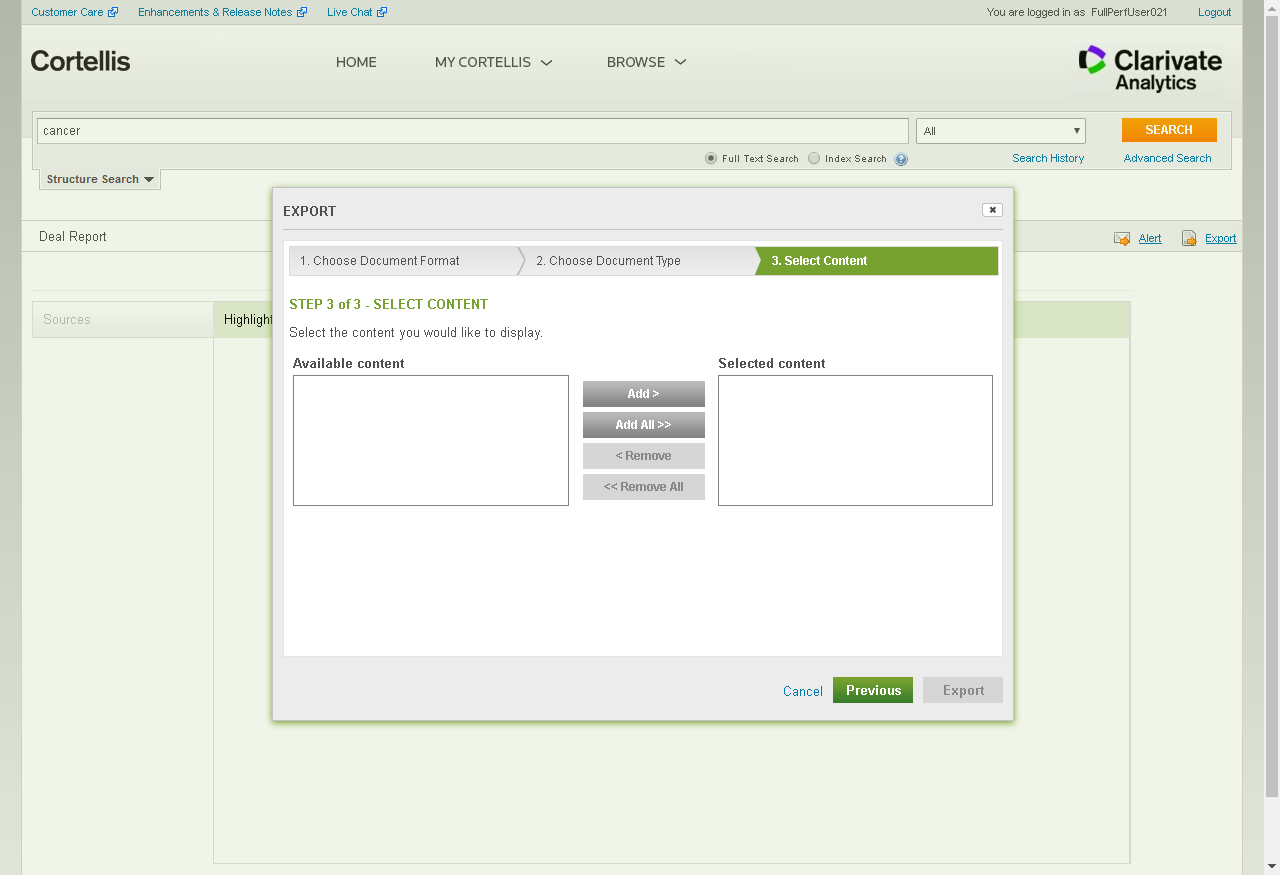 Customer Care Enhancements & Release Notes Live Chat You are logged in as FullPerfUser021 Logout
Cortellis HOME MY CORTELLIS BROWSE Clarivate
Analytics
cancer All SEARCH
Full Text Search Index Search Search History Advanced Search
Structure Search
EXPORT
Deal Report Alert Export
1. Choose Document Format 2. Choose Document Type 3. Select Content
STEP 3 of 3 - SELECT CONTENT
Sources Highlight
Select the content you would like to display.
Available content Selected content
Add >
Add All >>
< Remove
<< Remove All
Cancel Previous Export